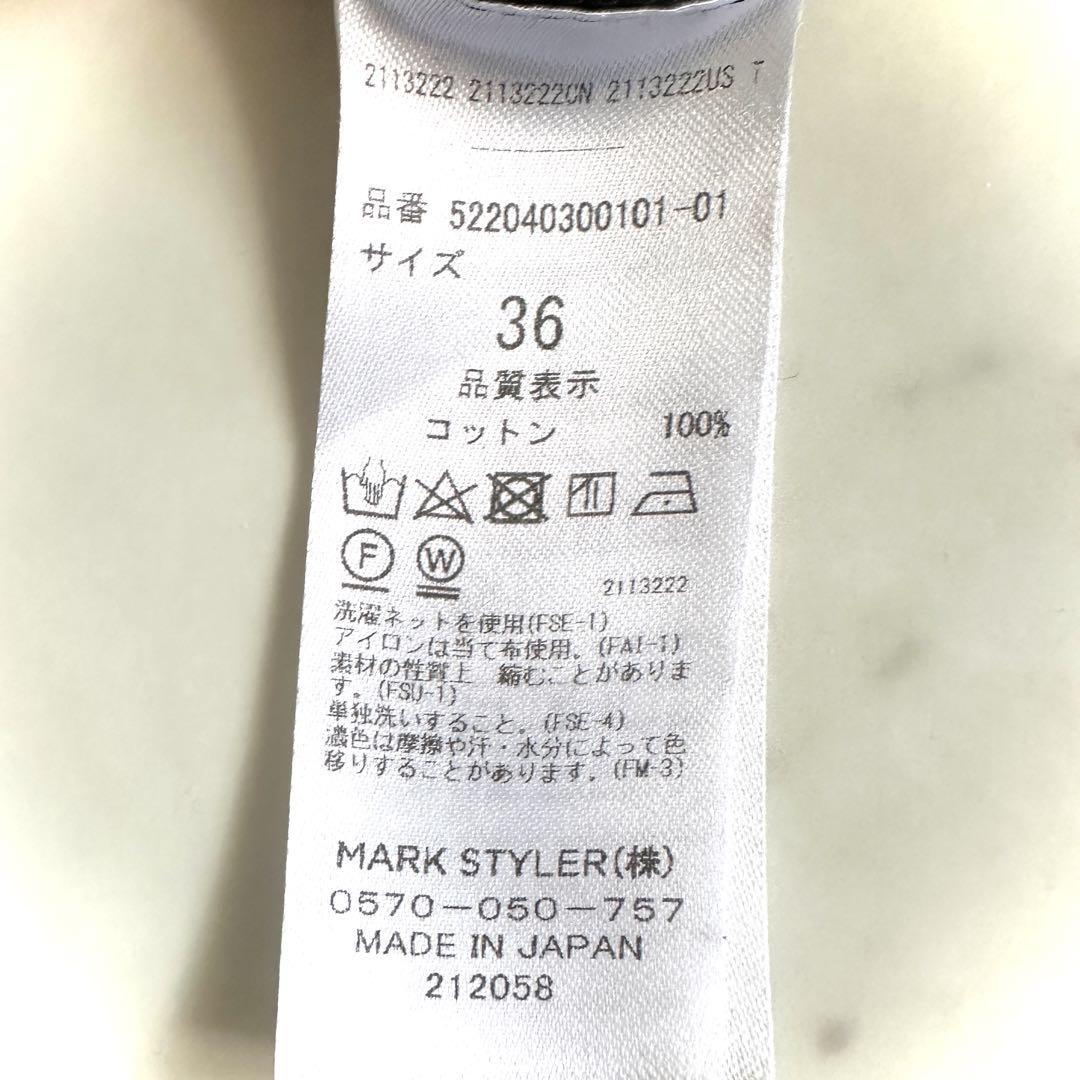 2113222 2113222CN 2113222US T
品番 522040300101-01
サイズ
36
品質表示
コットン 100%
F W
2113222
洗濯ネットを使用(FSE-1)
アイロンは当て布使用。(FAI-1)
素材の性質上 縮むことがありま
す。(FSU-1)
単独洗いすること。(FSE-4)
濃色は摩擦や汗・水分によって色
移りすることがあります。(FM-3)
MARK STYLER(株)
0570-050-757
MADE IN JAPAN
212058